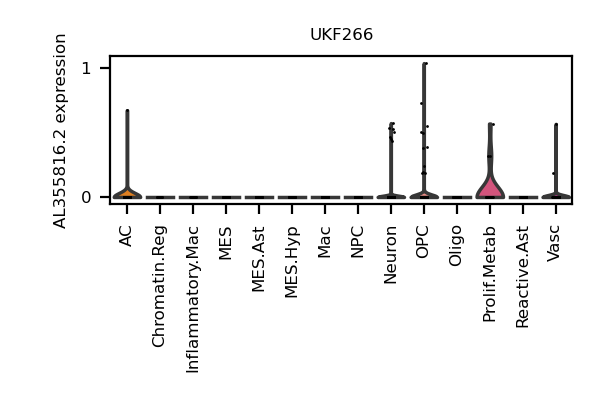 UKF266
AL355816.2 expression
1
0
AC
Chromatin.Reg
Inflammatory.Mac
MES
MES.Ast
MES.Hyp
Mac
NPC
Neuron
OPC
Oligo
Prolif.Metab
Reactive.Ast
Vasc